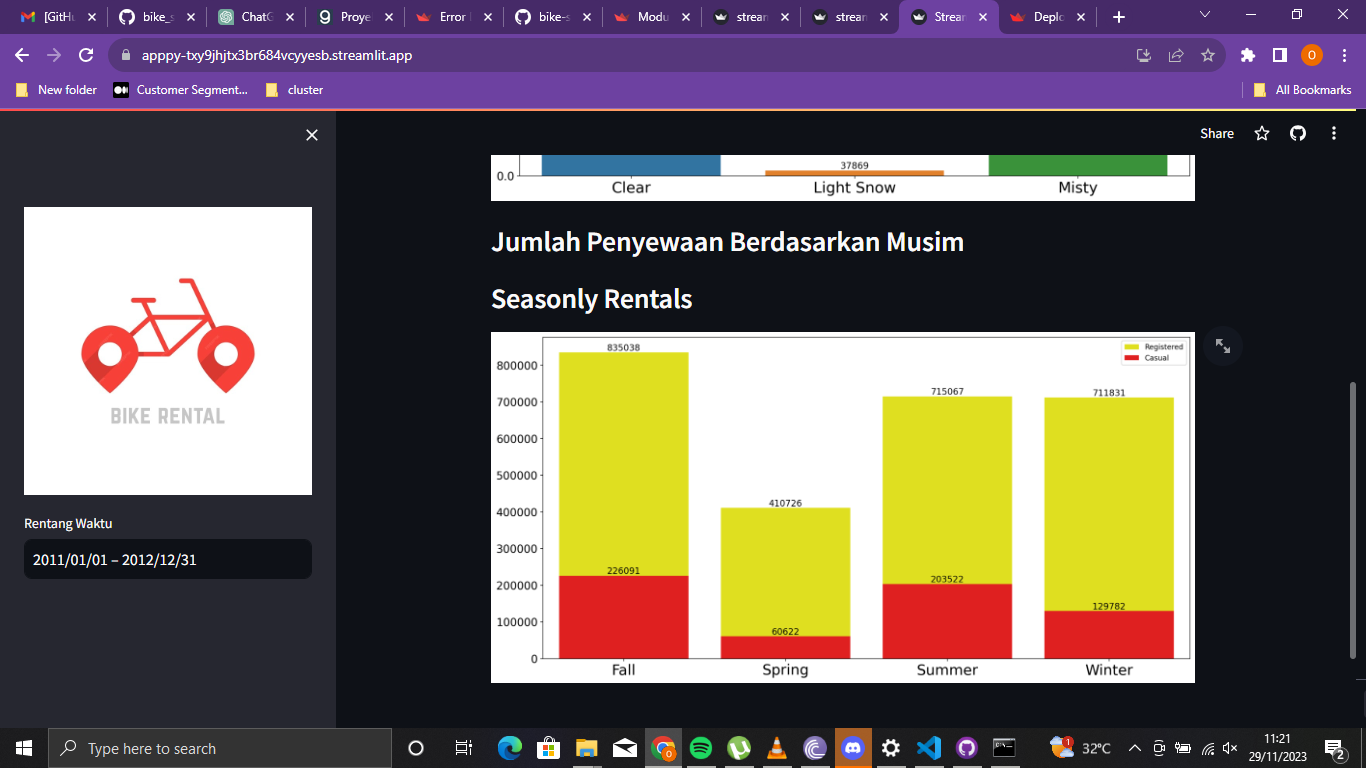 [GitHu
bike_s
ChatG
Proye
Error
bike-s
Modu
stream
stream
Stream
Deplo
apppy-txy9jhjtx3br684vcyyesb.streamlit.app
O
New folder
Customer Segment...
cluster
All Bookmarks
Share
BIKE RENTAL
Rentang Waktu
2011/01/01 – 2012/12/31
0.0
37869
Clear
Light Snow
Misty
Jumlah Penyewaan Berdasarkan Musim
Seasonly Rentals
Registered
Casual
800000
700000
600000
500000
400000
300000
200000
100000
0
835038
226091
410726
60622
715067
203522
711831
129782
Fall
Spring
Summer
Winter
Type here to search
32°C
11:21
29/11/2023
2